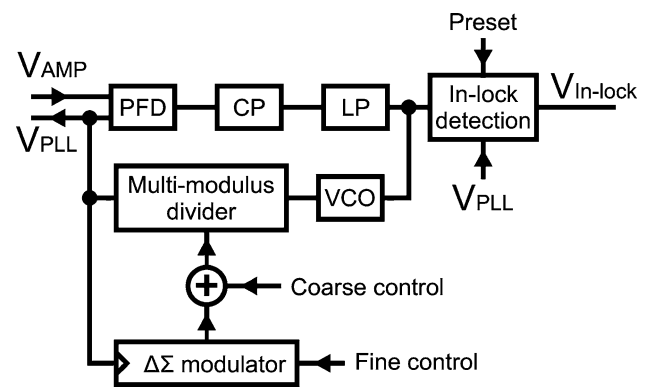 Preset
VAMP
VIn-lock
PFD
CP
LP
In-lock
detection
VPLL
Multi-modulus
divider
VCO
VPLL
+
Coarse control
ΔΣ modulator
Fine control